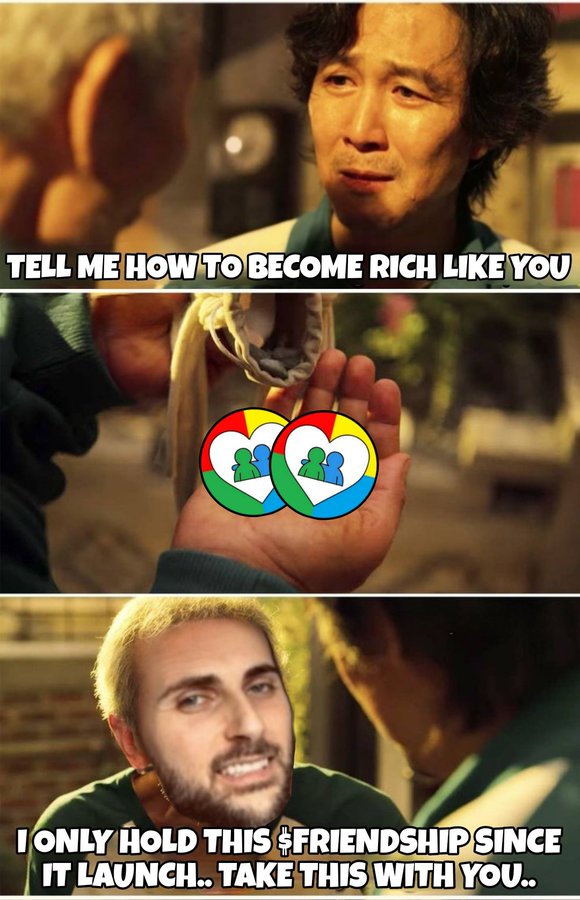 TELL ME HOW TO BECOME RICH LIKE YOU
I ONLY HOLD THIS $FRIENDSHIP SINCE
IT LAUNCH.. TAKE THIS WITH YOU..